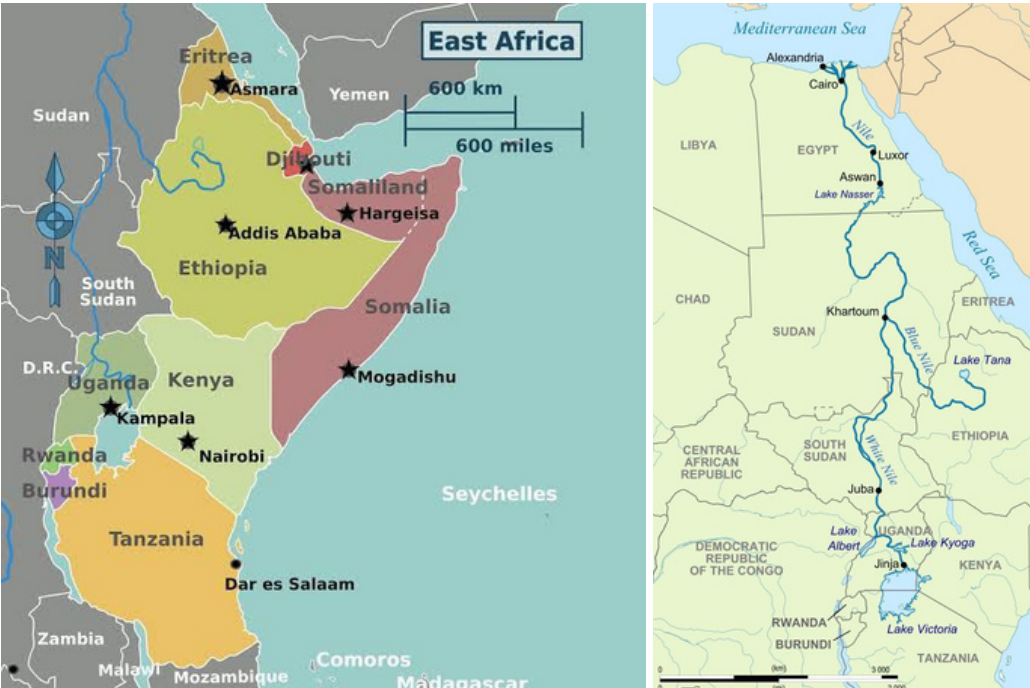 East Africa
Eritrea
Asmara
Yemen
600 km
600 miles
Sudan
Djibouti
Somaliland
Hargeisa
Addis Ababa
N
Ethiopia
South
Sudan
Somalia
D.R.C.
Uganda
Kenya
Mogadishu
Kampala
Nairobi
Rwanda
Burundi
Seychelles
Tanzania
Dar es Salaam
Zambia
Malawi
Mozambique
Comoros
Madagascar
Mediterranean Sea
Alexandria
Cairo
Nile
LIBYA
EGYPT
Luxor
Aswan
Lake Nasser
Red Sea
CHAD
SUDAN
Khartoum
ERITREA
Blue Nile
Lake Tana
ETHIOPIA
CENTRAL
AFRICAN
REPUBLIC
SOUTH
SUDAN
White Nile
Juba
Lake
Albert
UGANDA
Lake Kyoga
DEMOCRATIC
REPUBLIC
OF THE CONGO
Jinja
KENYA
RWANDA
BURUNDI
Lake Victoria
TANZANIA
0
(km)
3 000